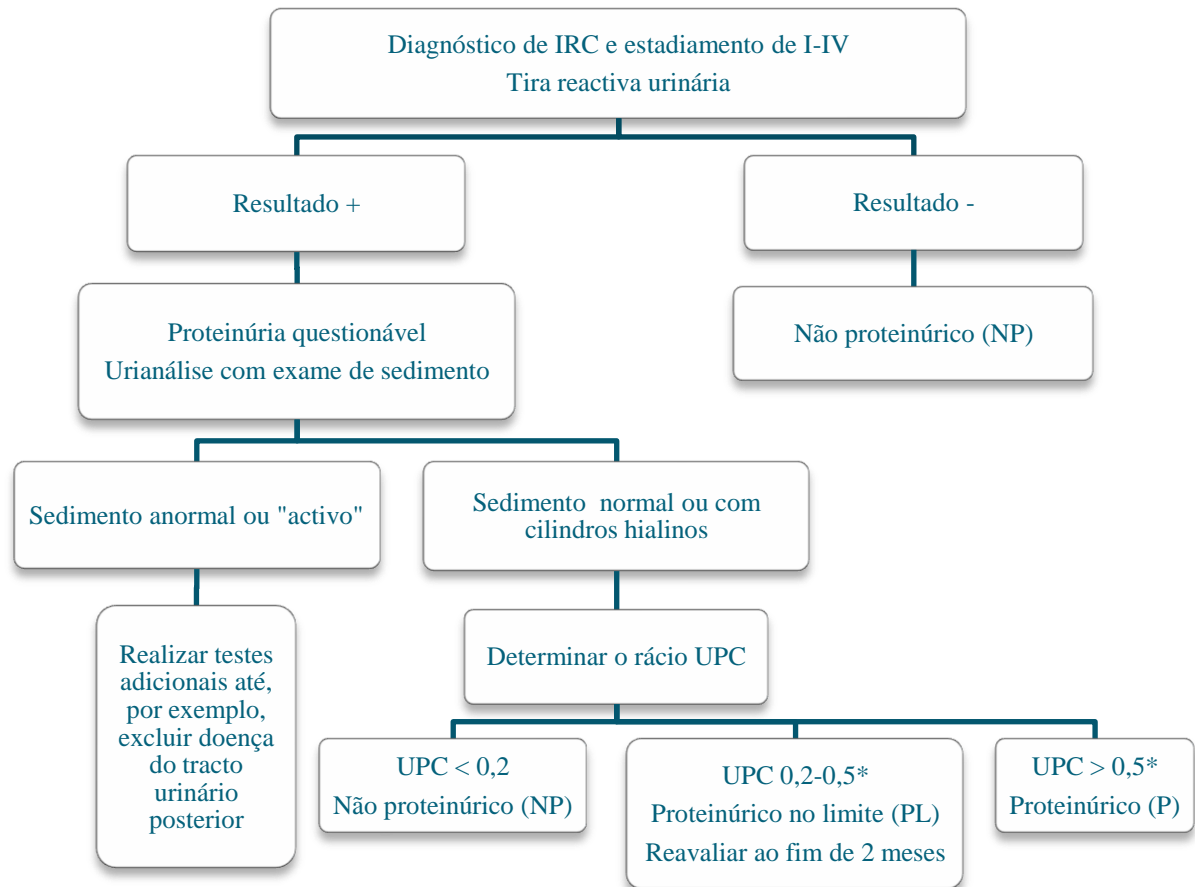 Diagnóstico de IRC e estadiamento de I-IV
Tira reactiva urinária
Resultado +
Resultado -
Proteinúria questionável
Urianálise com exame de sedimento
Não proteinúrico (NP)
Sedimento anormal ou "activo"
Sedimento normal ou com
cilindros hialinos
Realizar testes
adicionais até,
por exemplo,
excluir doença
do tracto
urinário
posterior
Determinar o rácio UPC
UPC < 0,2
Não proteinúrico (NP)
UPC 0,2-0,5*
Proteinúrico no limite (PL)
Reavaliar ao fim de 2 meses
UPC > 0,5*
Proteinúrico (P)